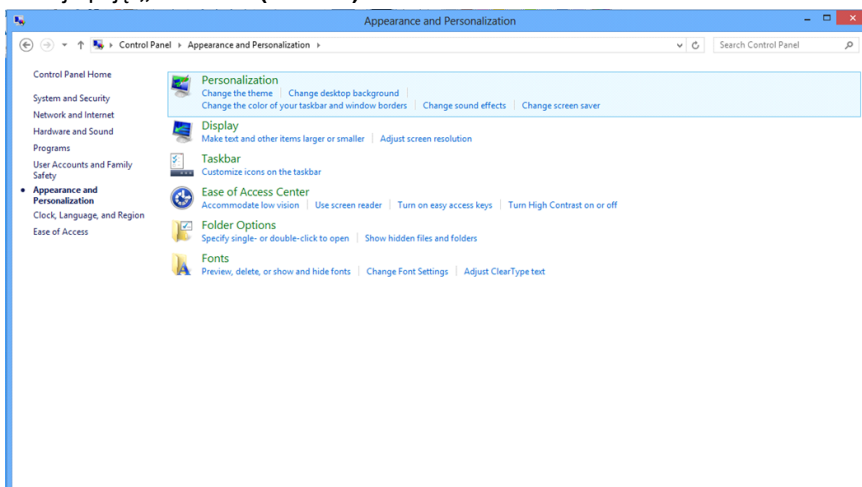 Appearance and Personalization
Control Panel Appearance and Personalization
Search Control Panel
Control Panel Home
System and Security
Network and Internet
Hardware and Sound
Programs
User Accounts and Family
Safety
Appearance and
Personalization
Clock, Language, and Region
Ease of Access
Personalization
Change the theme Change desktop background
Change the color of your taskbar and window borders Change sound effects Change screen saver
Display
Make text and other items larger or smaller Adjust screen resolution
Taskbar
Customize icons on the taskbar
Ease of Access Center
Accommodate low vision Use screen reader Turn on easy access keys Turn High Contrast on or off
Folder Options
Specify single- or double-click to open Show hidden files and folders
Fonts
Preview, delete, or show and hide fonts Change Font Settings Adjust ClearType text